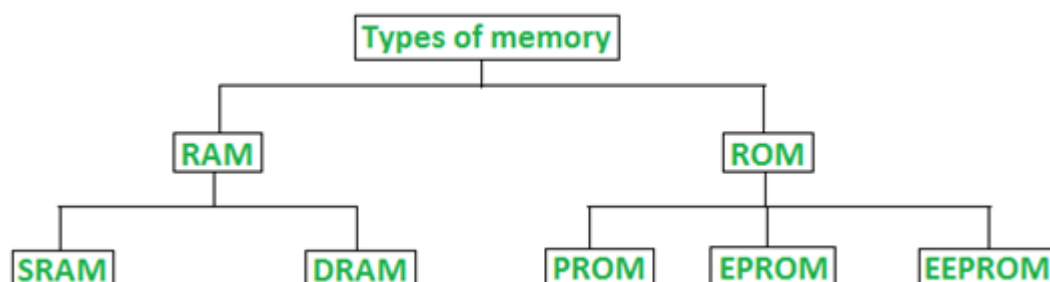 Types of memory
RAM ROM
SRAM DRAM PROM EPROM EEPROM